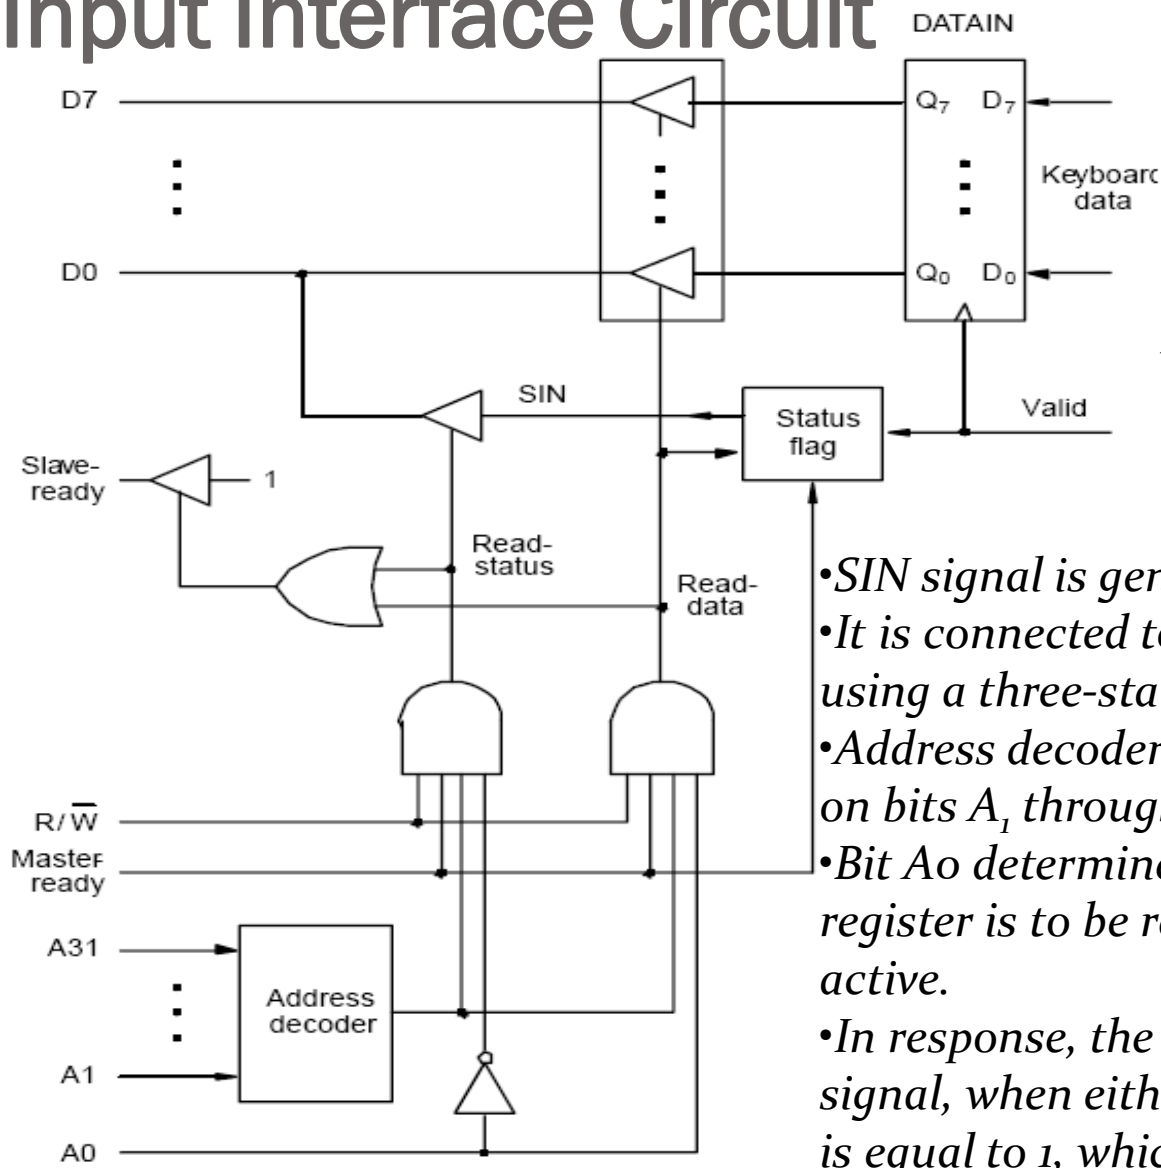 Input Interface Circuit
DATAIN
D7
Q7 D7
Keyboard
data
D0
Q0 D0
SIN
Status
flag
Valid
Slave-
ready
1
Read-
status
Read-
data
R/W̅
Master
ready
A31
Address
decoder
A1
A0
•SIN signal is gen
•It is connected to
using a three-sta
•Address decoder
on bits A1 throug
•Bit Ao determine
register is to be re
active.
•In response, the
signal, when eith
is equal to 1, whic